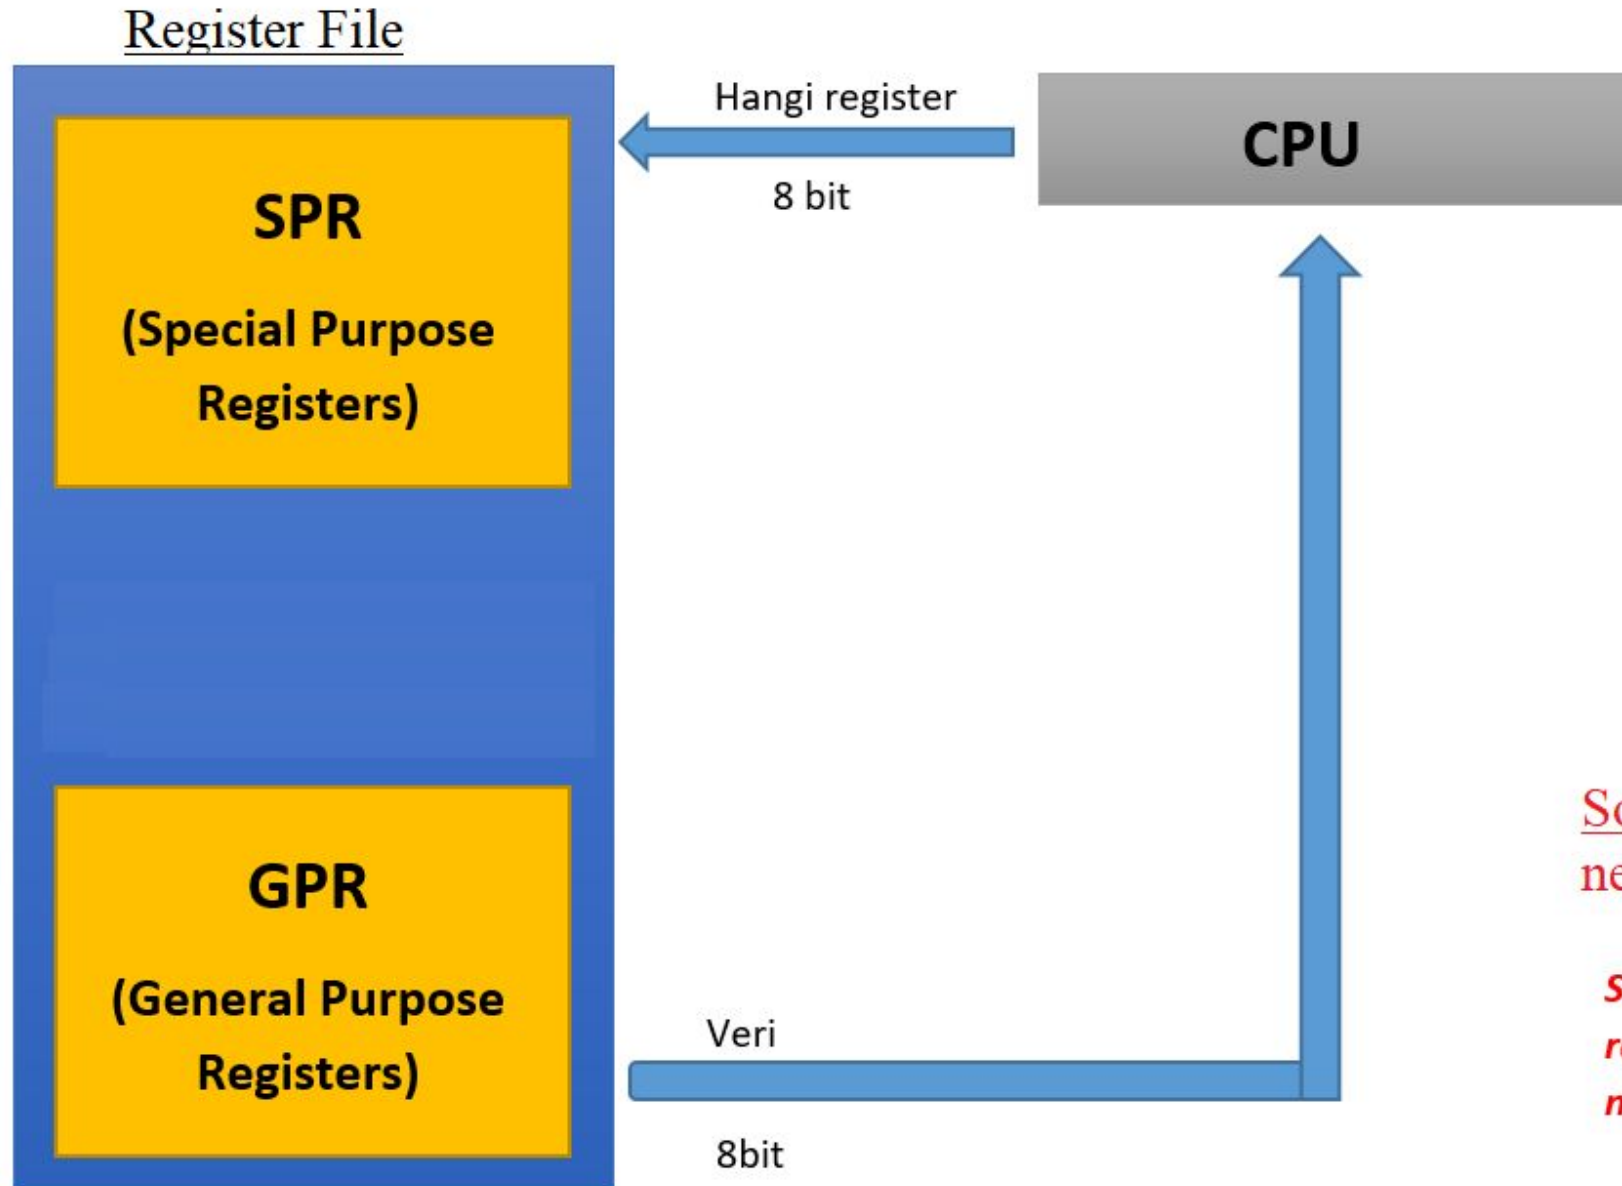 Register File
Hangi register
CPU
8 bit
SPR
(Special Purpose
Registers)
GPR
(General Purpose
Registers)
Veri
8bit